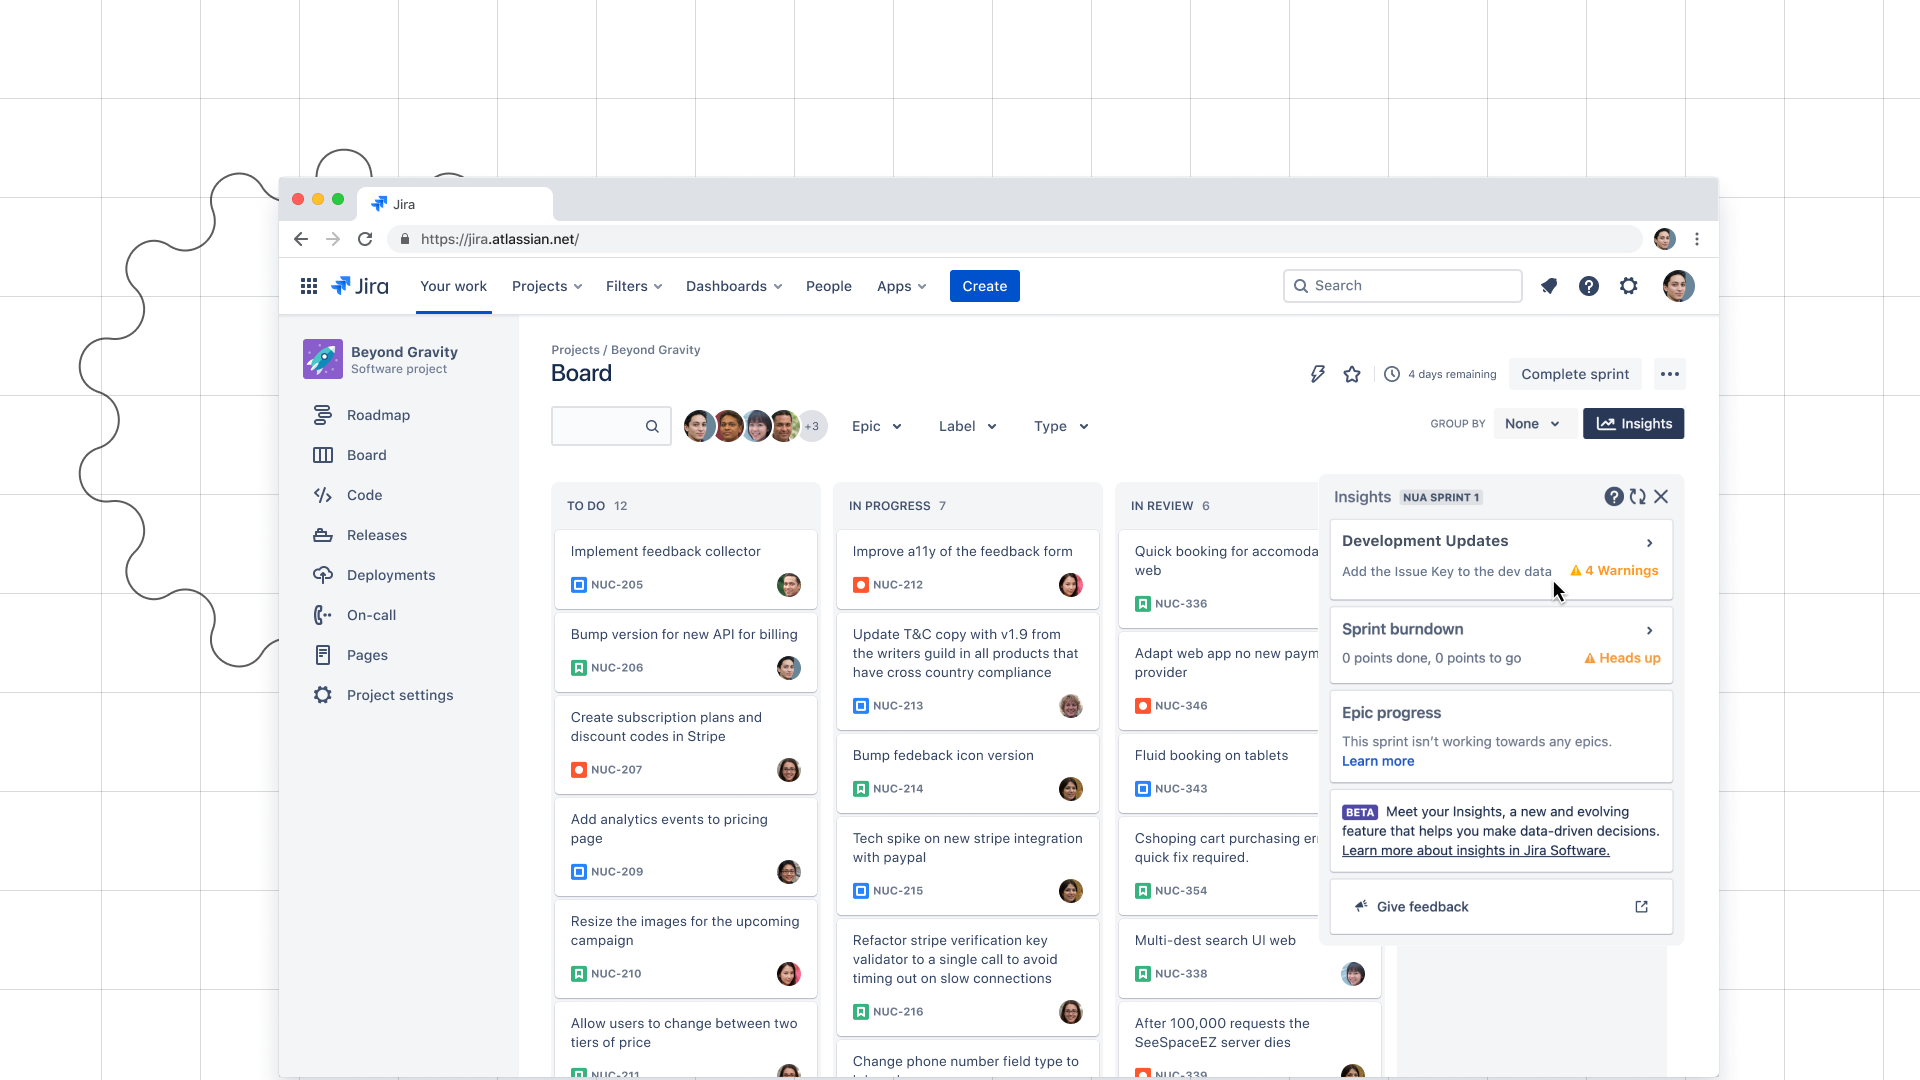 Jira
https://jira.atlassian.net/
Jira
Your work
Projects
Filters
Dashboards
People
Apps
Create
Search
Beyond Gravity
Software project
Roadmap
Board
Code
Releases
Deployments
On-call
Pages
Project settings
Projects / Beyond Gravity
Board
4 days remaining
Complete sprint
+3
Epic
Label
Type
GROUP BY
None
Insights
TO DO 12
Implement feedback collector
NUC-205
Bump version for new API for billing
NUC-206
Create subscription plans and
discount codes in Stripe
NUC-207
Add analytics events to pricing
page
NUC-209
Resize the images for the upcoming
campaign
NUC-210
Allow users to change between two
tiers of price
NUC-211
IN PROGRESS 7
Improve a11y of the feedback form
NUC-212
Update T&C copy with v1.9 from
the writers guild in all products that
have cross country compliance
NUC-213
Bump fedeback icon version
NUC-214
Tech spike on new stripe integration
with paypal
NUC-215
Refactor stripe verification key
validator to a single call to avoid
timing out on slow connections
NUC-216
Change phone number field type to
IN REVIEW 6
Quick booking for accomoda
web
NUC-336
Adapt web app no new paym
provider
NUC-346
Fluid booking on tablets
NUC-343
Cshoping cart purchasing er
quick fix required.
NUC-354
Multi-dest search UI web
NUC-338
After 100,000 requests the
SeeSpaceEZ server dies
NUC-339
Insights
NUA SPRINT 1
Development Updates
Add the Issue Key to the dev data
4 Warnings
Sprint burndown
0 points done, 0 points to go
Heads up
Epic progress
This sprint isn't working towards any epics.
Learn more
BETA Meet your Insights, a new and evolving
feature that helps you make data-driven decisions.
Learn more about insights in Jira Software.
Give feedback